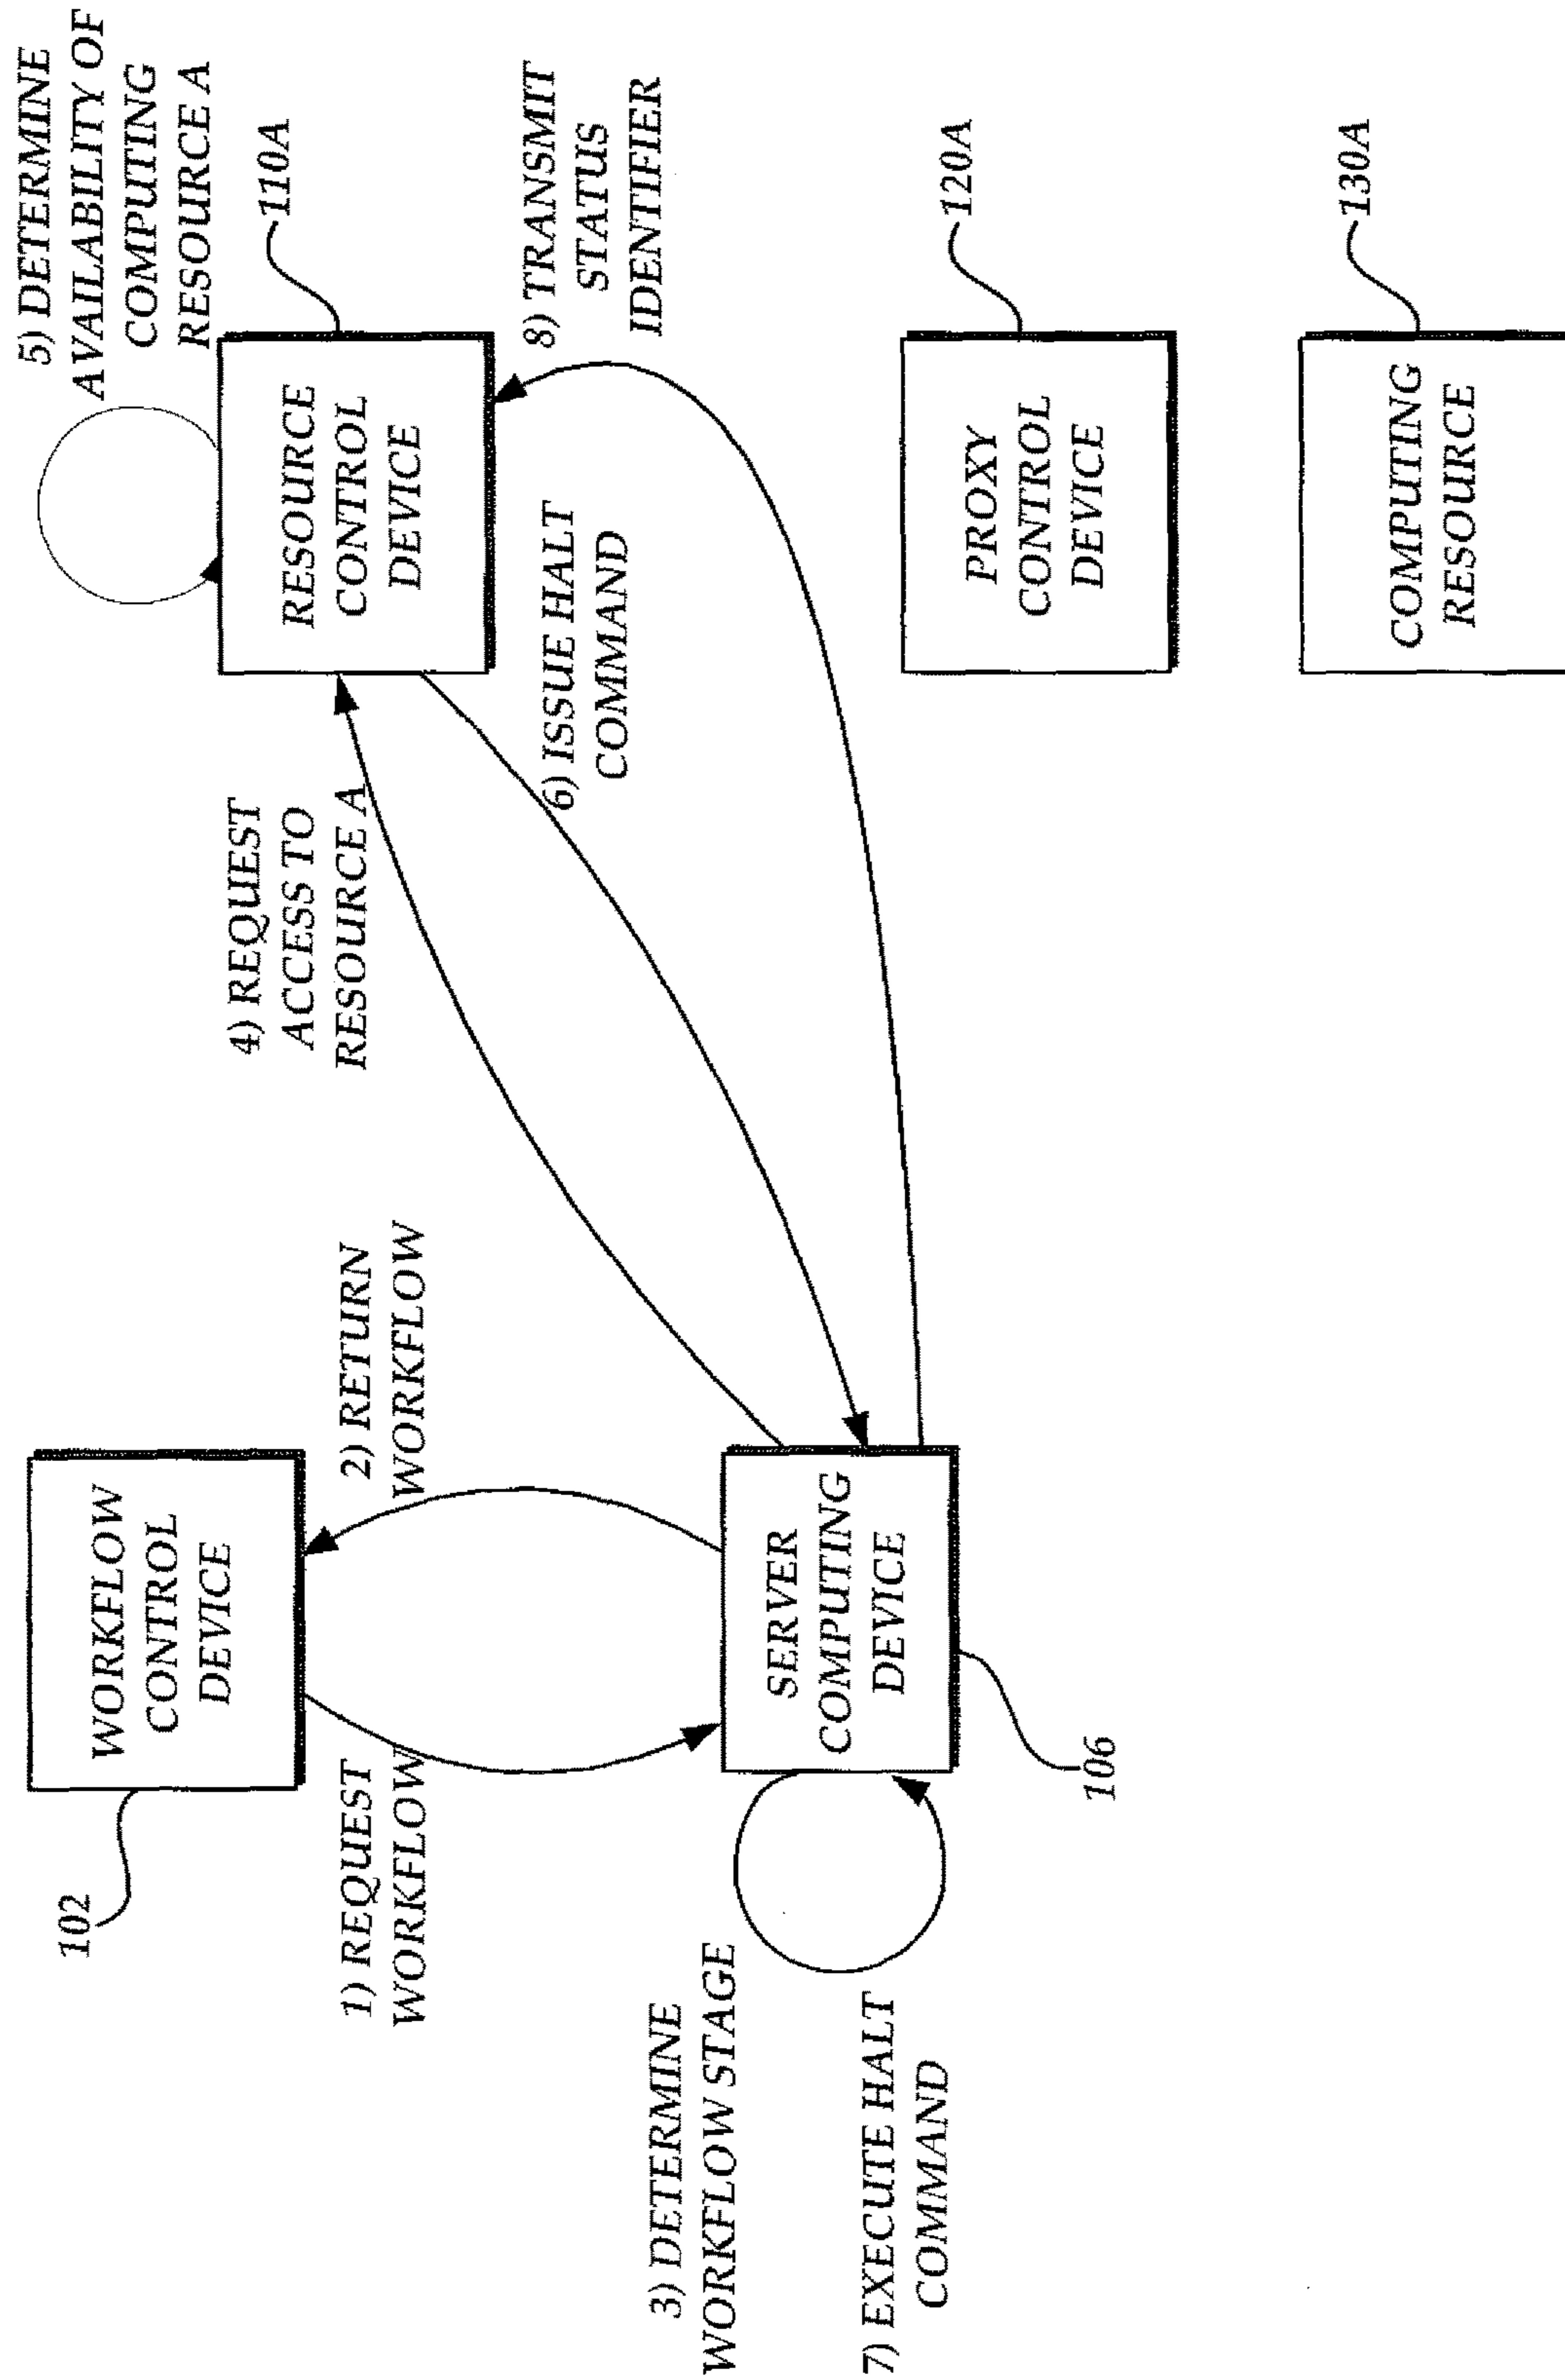 102
WORKFLOW
CONTROL
DEVICE
1) REQUEST
WORKFLOW
2) RETURN
WORKFLOW
3) DETERMINE
WORKFLOW STAGE
7) EXECUTE HALT
COMMAND
SERVER
COMPUTING
DEVICE
106
4) REQUEST
ACCESS TO
RESOURCE A
5) DETERMINE
AVAILABILITY OF
COMPUTING
RESOURCE A
RESOURCE
CONTROL
DEVICE
110A
6) ISSUE HALT
COMMAND
8) TRANSMIT
STATUS
IDENTIFIER
PROXY
CONTROL
DEVICE
120A
COMPUTING
RESOURCE
130A